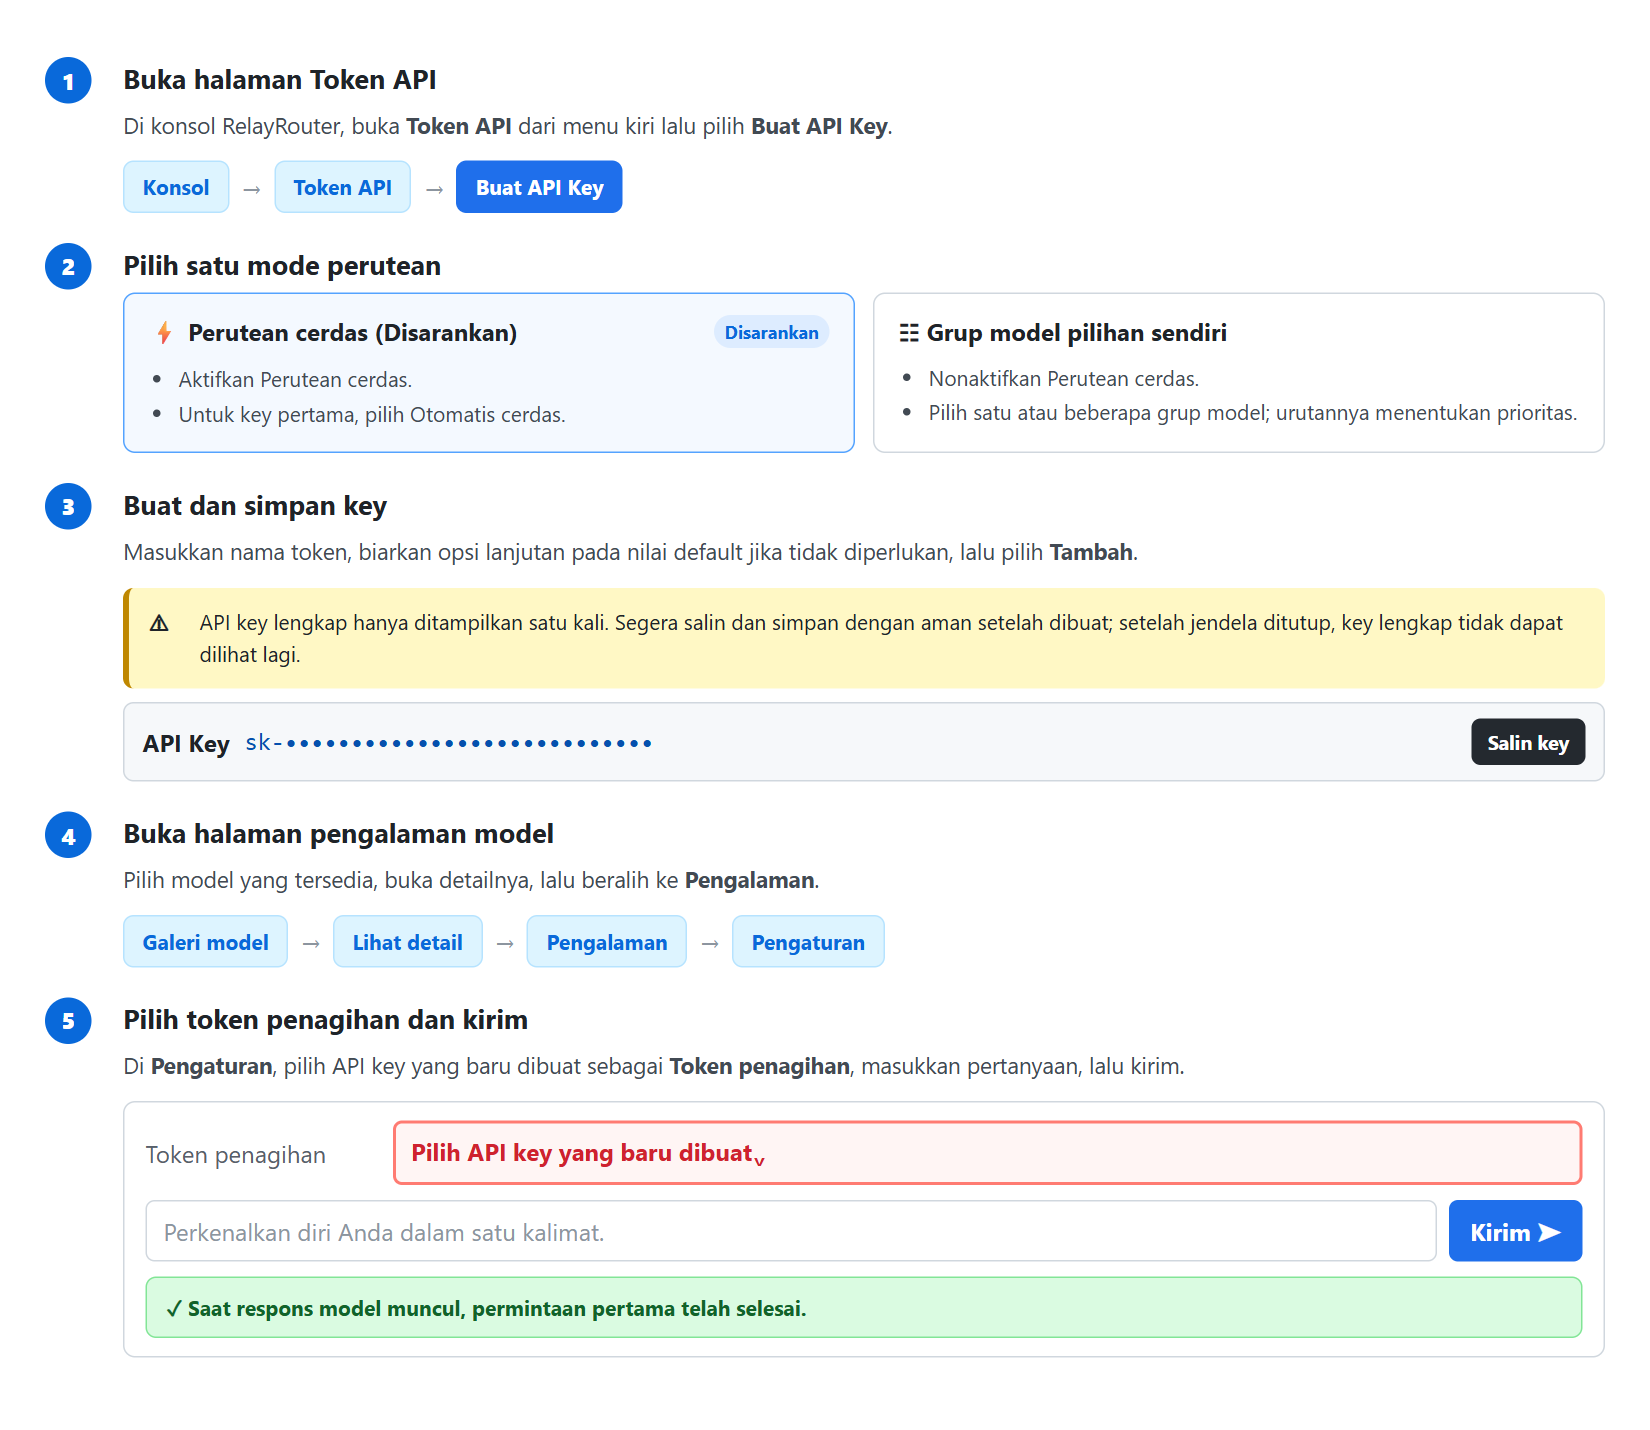 1
Buka halaman Token API
Di konsol RelayRouter, buka Token API dari menu kiri lalu pilih Buat API Key.
Konsol → Token API → Buat API Key
2
Pilih satu mode perutean
Perutean cerdas (Disarankan)
Disarankan
• Aktifkan Perutean cerdas.
• Untuk key pertama, pilih Otomatis cerdas.
Grup model pilihan sendiri
• Nonaktifkan Perutean cerdas.
• Pilih satu atau beberapa grup model; urutannya menentukan prioritas.
3
Buat dan simpan key
Masukkan nama token, biarkan opsi lanjutan pada nilai default jika tidak diperlukan, lalu pilih Tambah.
⚠ API key lengkap hanya ditampilkan satu kali. Segera salin dan simpan dengan aman setelah dibuat; setelah jendela ditutup, key lengkap tidak dapat
dilihat lagi.
API Key sk-••••••••••••••••••••••••••••
Salin key
4
Buka halaman pengalaman model
Pilih model yang tersedia, buka detailnya, lalu beralih ke Pengalaman.
Galeri model → Lihat detail → Pengalaman → Pengaturan
5
Pilih token penagihan dan kirim
Di Pengaturan, pilih API key yang baru dibuat sebagai Token penagihan, masukkan pertanyaan, lalu kirim.
Token penagihan
Pilih API key yang baru dibuat
Perkenalkan diri Anda dalam satu kalimat.
Kirim ➤
✓ Saat respons model muncul, permintaan pertama telah selesai.